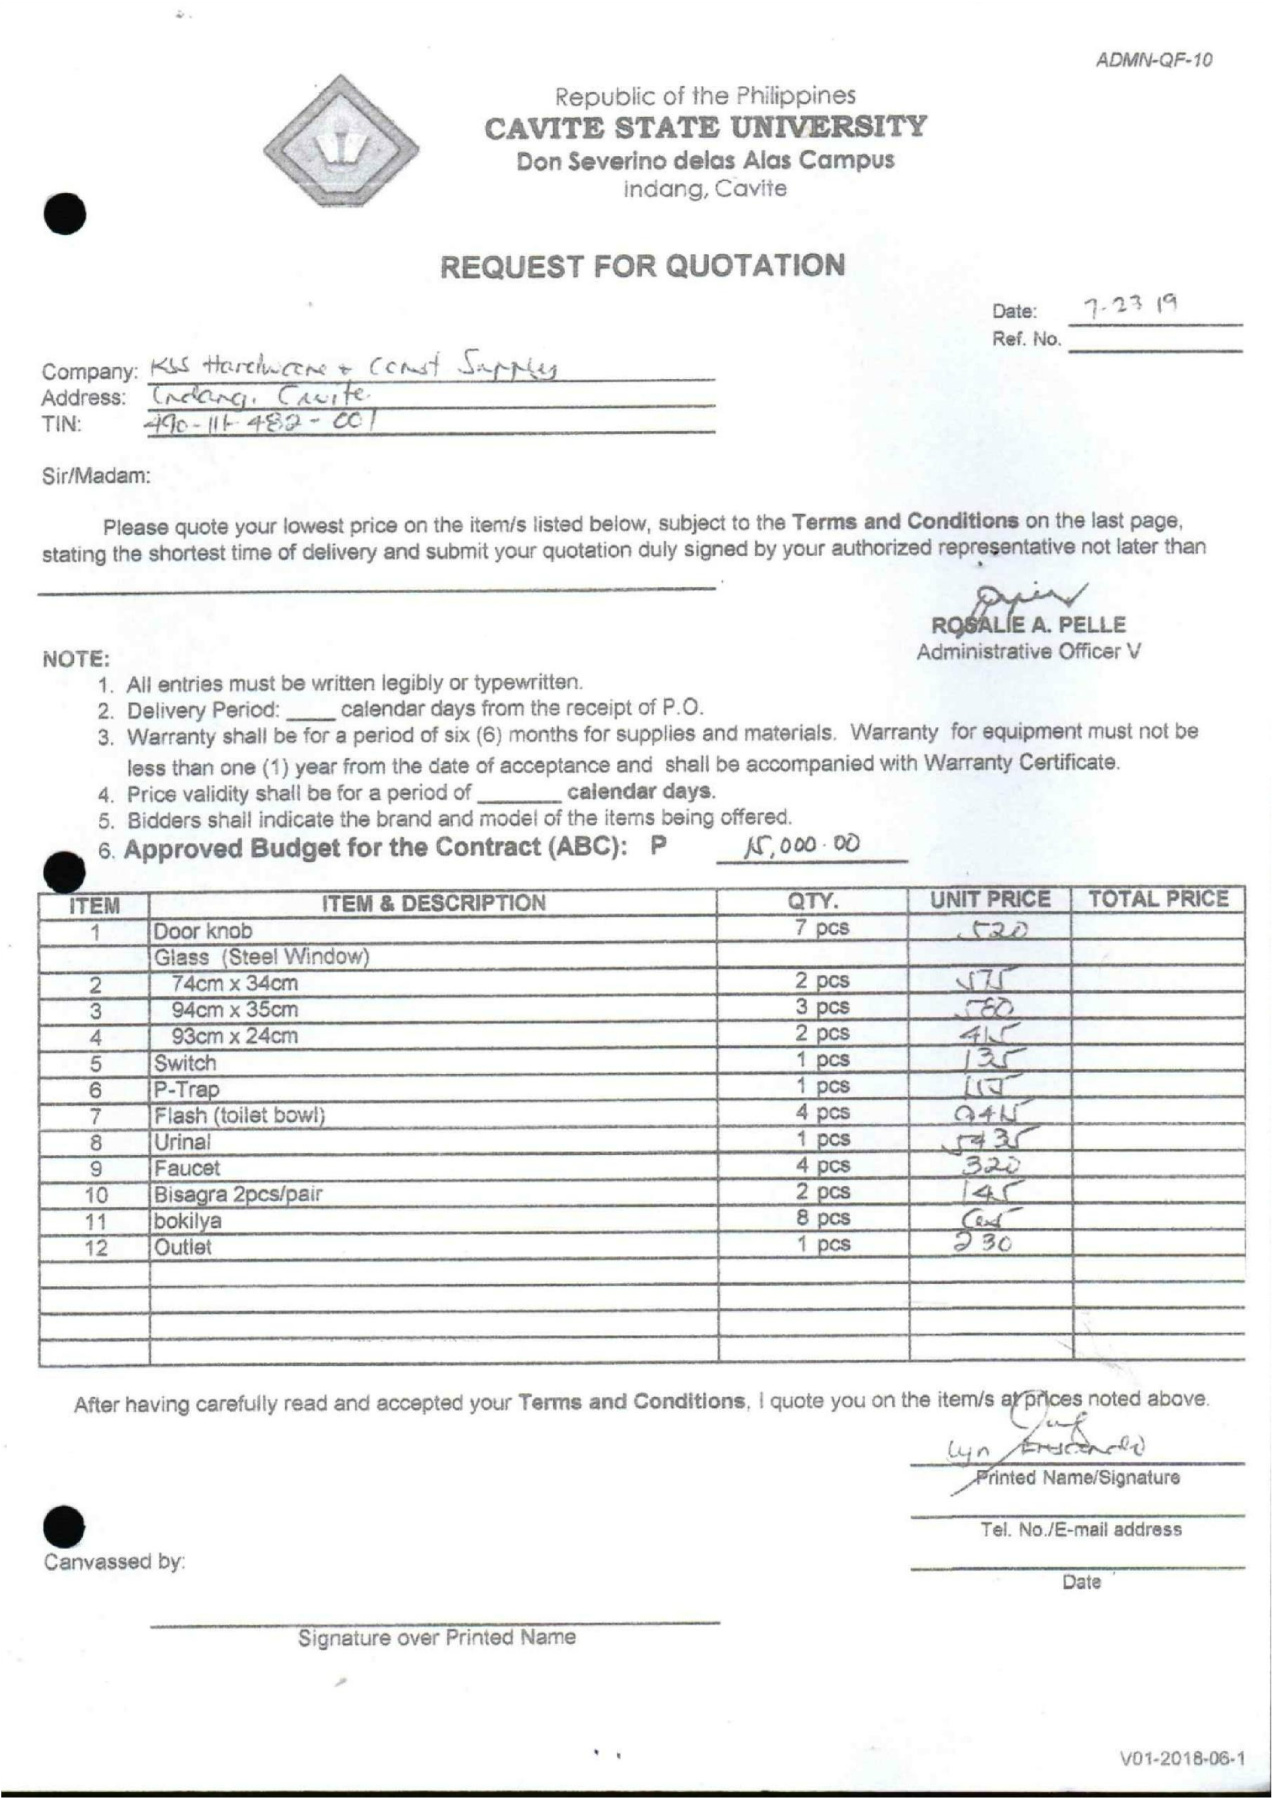 ADMN-QF-10
Republic of the Philippines
CAVITE STATE UNIVERSITY
Don Severino delas Alas Campus
Indang, Cavite
REQUEST FOR QUOTATION
Date: 7-23 19
Ref. No.
Company: Hardware + Const Supply
Address: Indang, Cavite
TIN: 490-111-482-001
Sir/Madam:
Please quote your lowest price on the item/s listed below, subject to the Terms and Conditions on the last page,
stating the shortest time of delivery and submit your quotation duly signed by your authorized representative not later than
ROSALIE A. PELLE
Administrative Officer V
NOTE:
1. All entries must be written legibly or typewritten.
2. Delivery Period: ____ calendar days from the receipt of P.O.
3. Warranty shall be for a period of six (6) months for supplies and materials. Warranty for equipment must not be
less than one (1) year from the date of acceptance and shall be accompanied with Warranty Certificate.
4. Price validity shall be for a period of _______ calendar days.
5. Bidders shall indicate the brand and model of the items being offered.
6. Approved Budget for the Contract (ABC): P 15,000.00
ITEM ITEM & DESCRIPTION QTY. UNIT PRICE TOTAL PRICE
1 Door knob 7 pcs 520
Glass (Steel Window)
2 74cm x 34cm 2 pcs 575
3 94cm x 35cm 3 pcs 580
4 93cm x 24cm 2 pcs 415
5 Switch 1 pcs 135
6 P-Trap 1 pcs
7 Flash (toilet bowl) 4 pcs
8 Urinal 1 pcs 5435
9 Faucet 4 pcs 320
10 Bisagra 2pcs/pair 2 pcs 145
11 bokilya 8 pcs
12 Outlet 1 pcs 230
After having carefully read and accepted your Terms and Conditions, I quote you on the item/s at prices noted above.
Lyn
Printed Name/Signature
Tel. No./E-mail address
Canvassed by:
Date
Signature over Printed Name
V01-2018-06-1